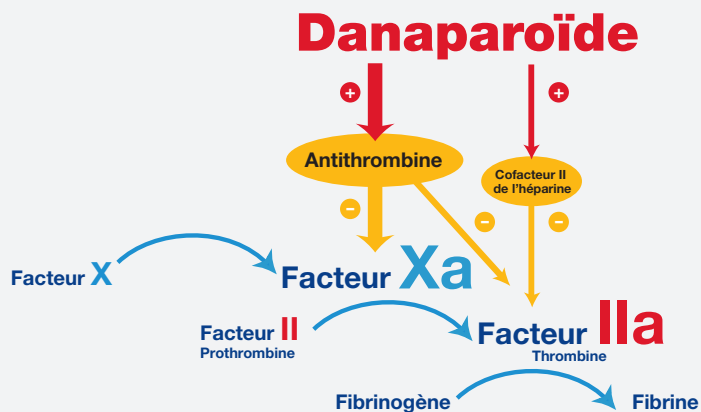 Danaparoïde
+
+
Antithrombine
Cofacteur II
de l'héparine
−
−
−
Facteur X
Facteur Xa
Facteur II
Prothrombine
Facteur IIa
Thrombine
Fibrinogène
Fibrine